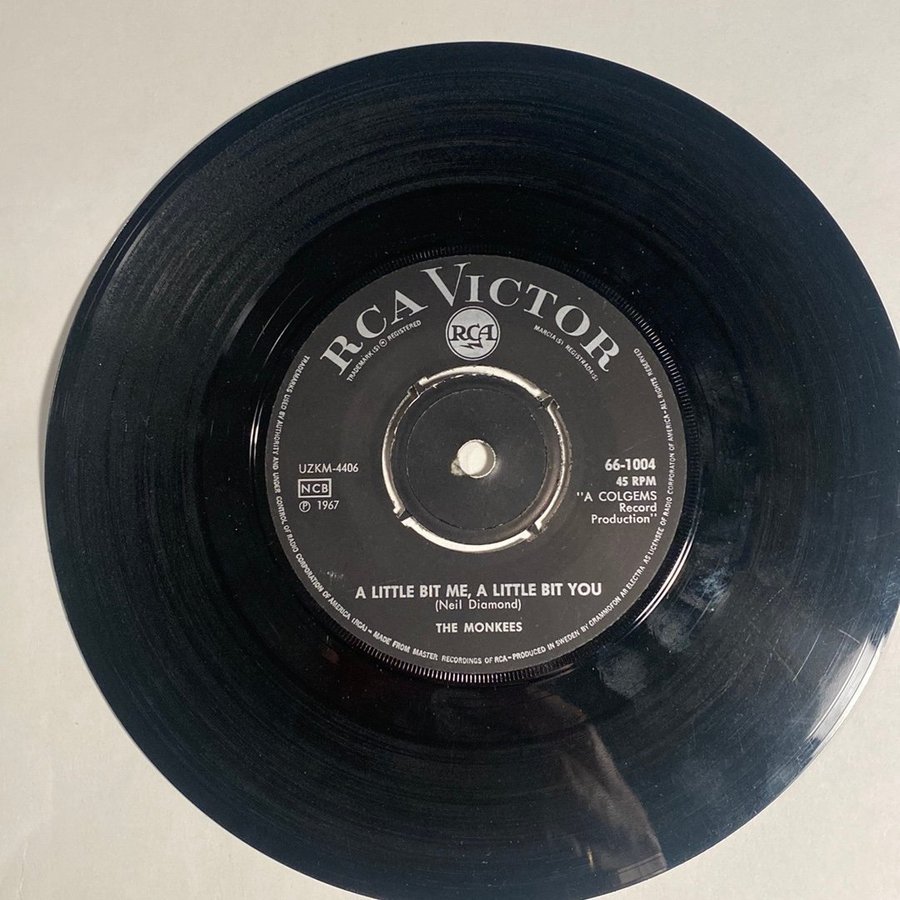 RCA VICTOR
TRADEMARK(S) ® REGISTERED
RCA
MARCA(S) REGISTRADA(S)
UZKM-4406
NCB
℗ 1967
66-1004
45 RPM
"A COLGEMS
Record
Production"
A LITTLE BIT ME, A LITTLE BIT YOU
(Neil Diamond)
THE MONKEES
TRADEMARKS USED BY AUTHORITY AND UNDER CONTROL OF RADIO CORPORATION OF AMERICA (RCA) – MADE FROM MASTER RECORDINGS OF RCA – PRODUCED IN SWEDEN BY GRAMMOFON AB ELECTRA AS LICENSEE OF RADIO CORPORATION OF AMERICA – ALL RIGHTS RESERVED